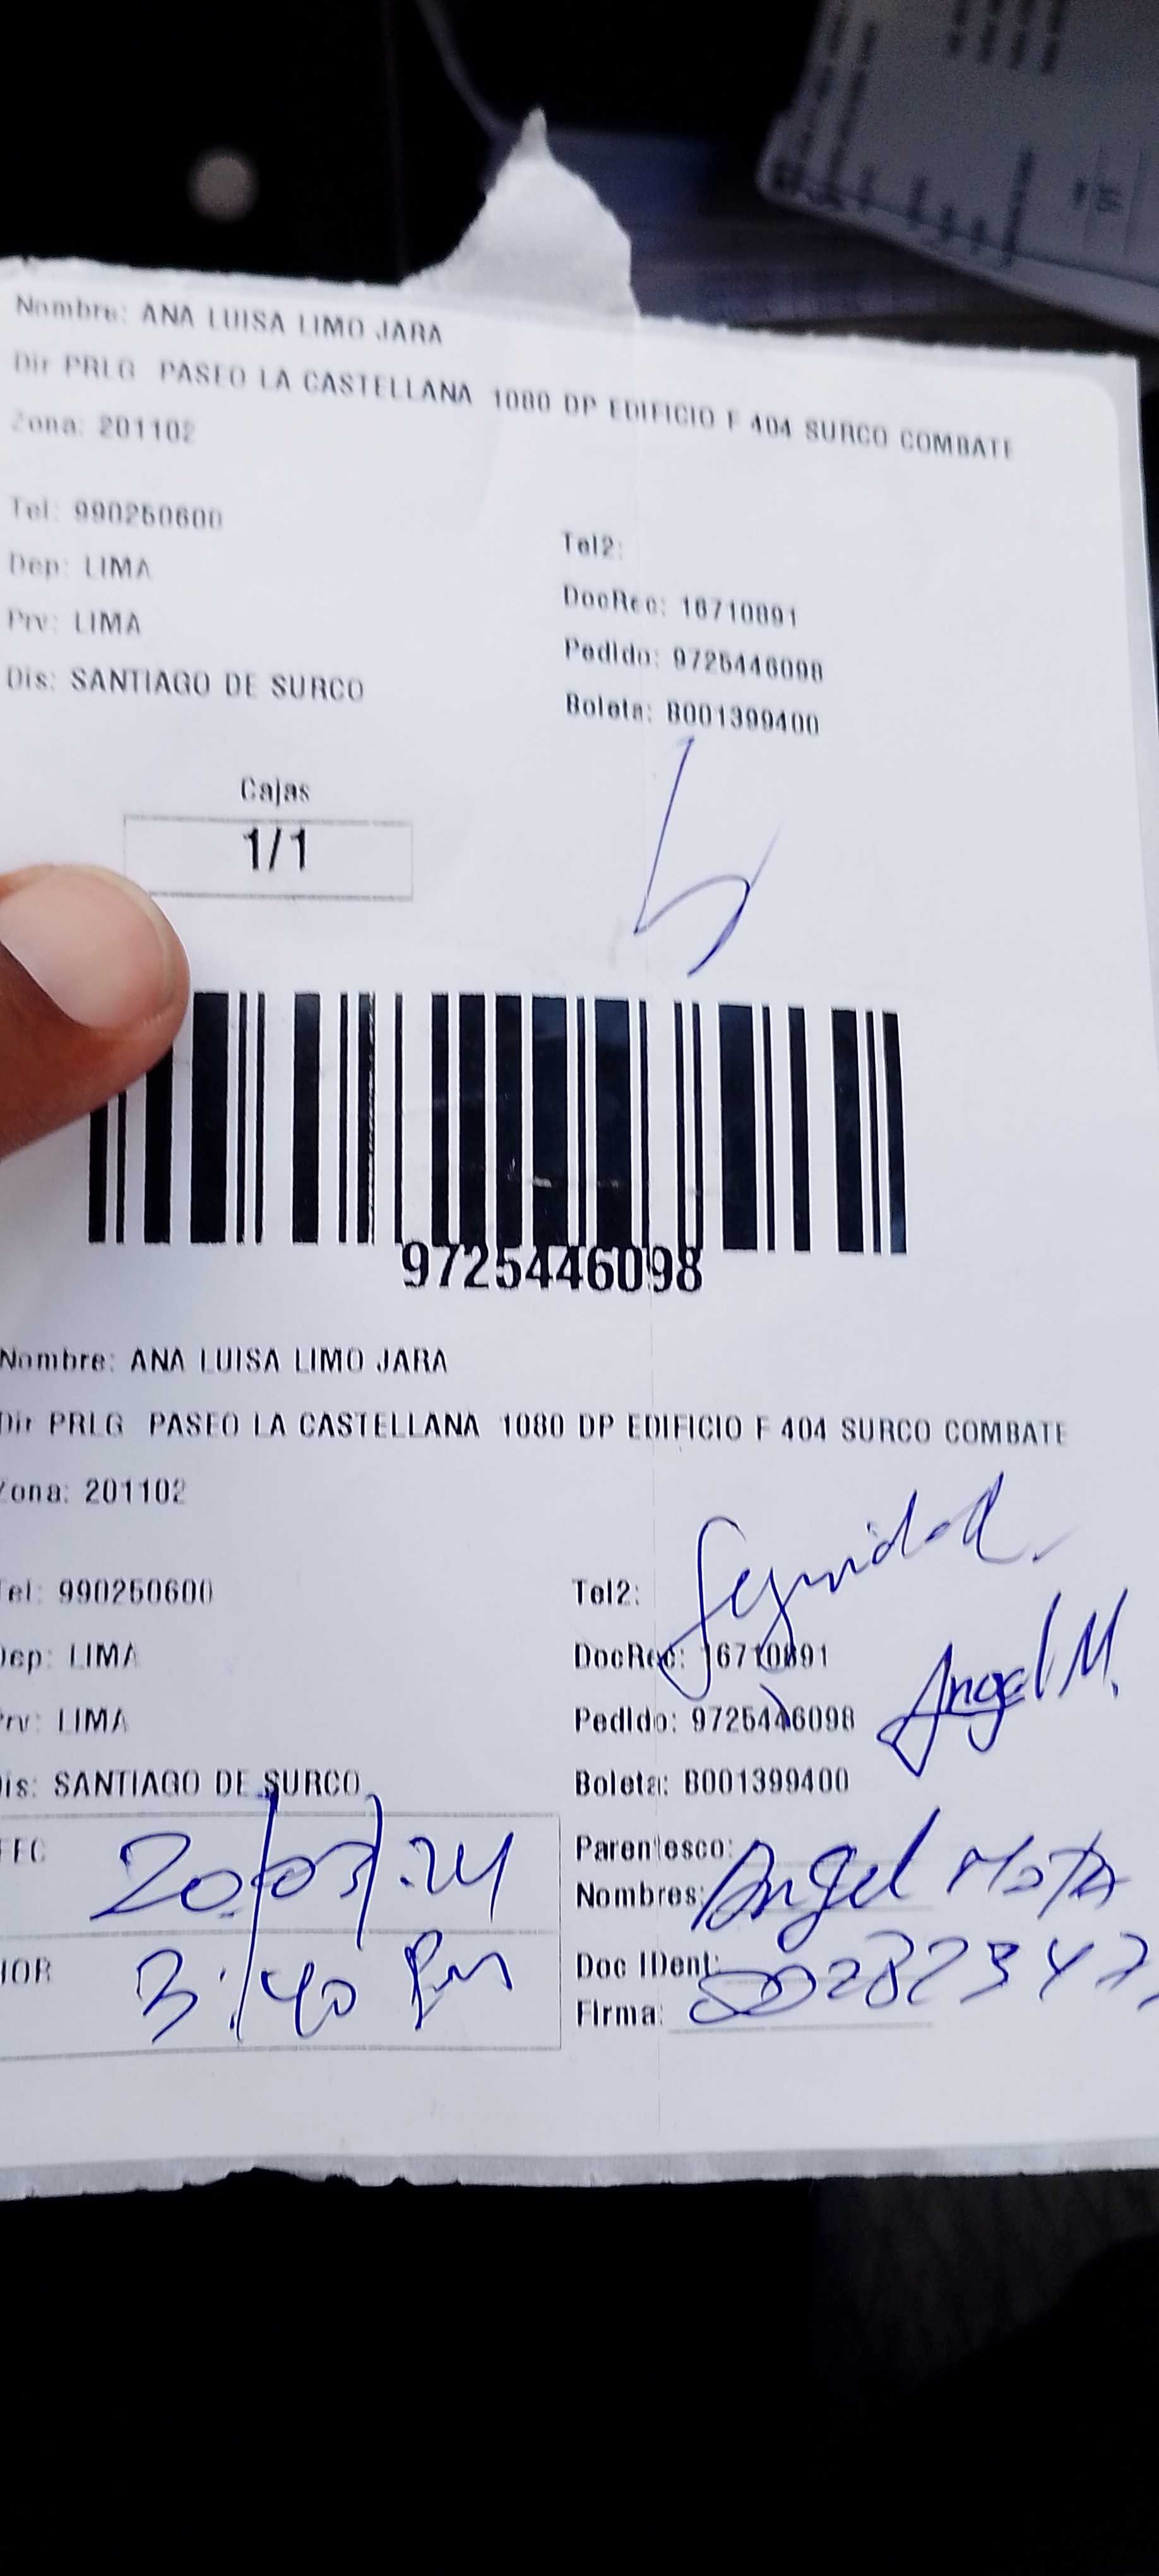 Nombre: ANA LUISA LIMO JARA
Dir PRLG PASEO LA CASTELLANA 1080 DP EDIFICIO F 404 SURCO COMBATE
Zona: 201102
Tel: 990250600
Tel2:
Dep: LIMA
DocRec: 16710891
Prv: LIMA
Pedido: 9725446098
Dis: SANTIAGO DE SURCO
Boleta: B001399400
Cajas
1/1
9725446098
Nombre: ANA LUISA LIMO JARA
Dir PRLG PASEO LA CASTELLANA 1080 DP EDIFICIO F 404 SURCO COMBATE
Zona: 201102
Seguridad.
Tel: 990250600
Tel2:
Dep: LIMA
DocRec: 16710891
Angel M.
Prv: LIMA
Pedido: 9725446098
Dis: SANTIAGO DE SURCO
Boleta: B001399400
FEC 20/03/.24
Parentesco:
Nombres: Angel MOTA
HOR 3:40 Pm
Doc IDent:
Firma: